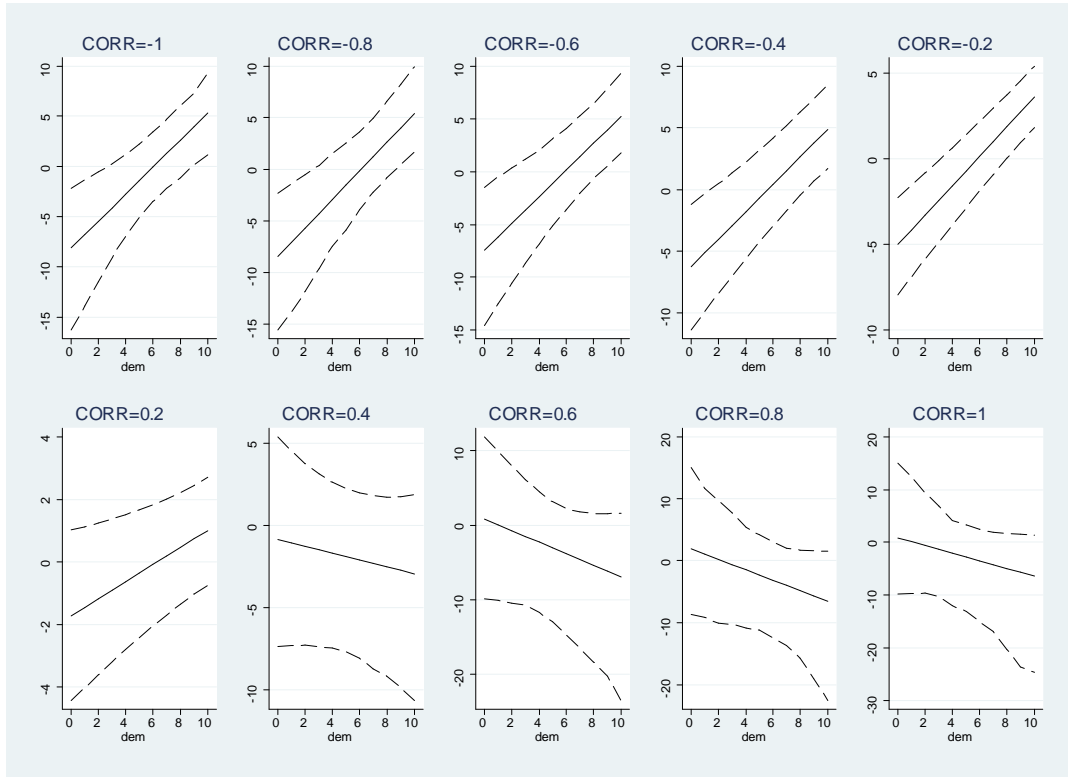 CORR=-1 CORR=-0.8 CORR=-0.6 CORR=-0.4 CORR=-0.2
10 5 0 -5 -10 -15
0 2 4 6 8 10
dem
10 5 0 -5 -10 -15
0 2 4 6 8 10
dem
10 5 0 -5 -10 -15
0 2 4 6 8 10
dem
10 5 0 -5 -10
0 2 4 6 8 10
dem
5 0 -5 -10
0 2 4 6 8 10
dem
CORR=0.2 CORR=0.4 CORR=0.6 CORR=0.8 CORR=1
4 2 0 -2 -4
0 2 4 6 8 10
dem
5 0 -5 -10
0 2 4 6 8 10
dem
10 0 -10 -20
0 2 4 6 8 10
dem
20 10 0 -10 -20
0 2 4 6 8 10
dem
20 10 0 -10 -20 -30
0 2 4 6 8 10
dem